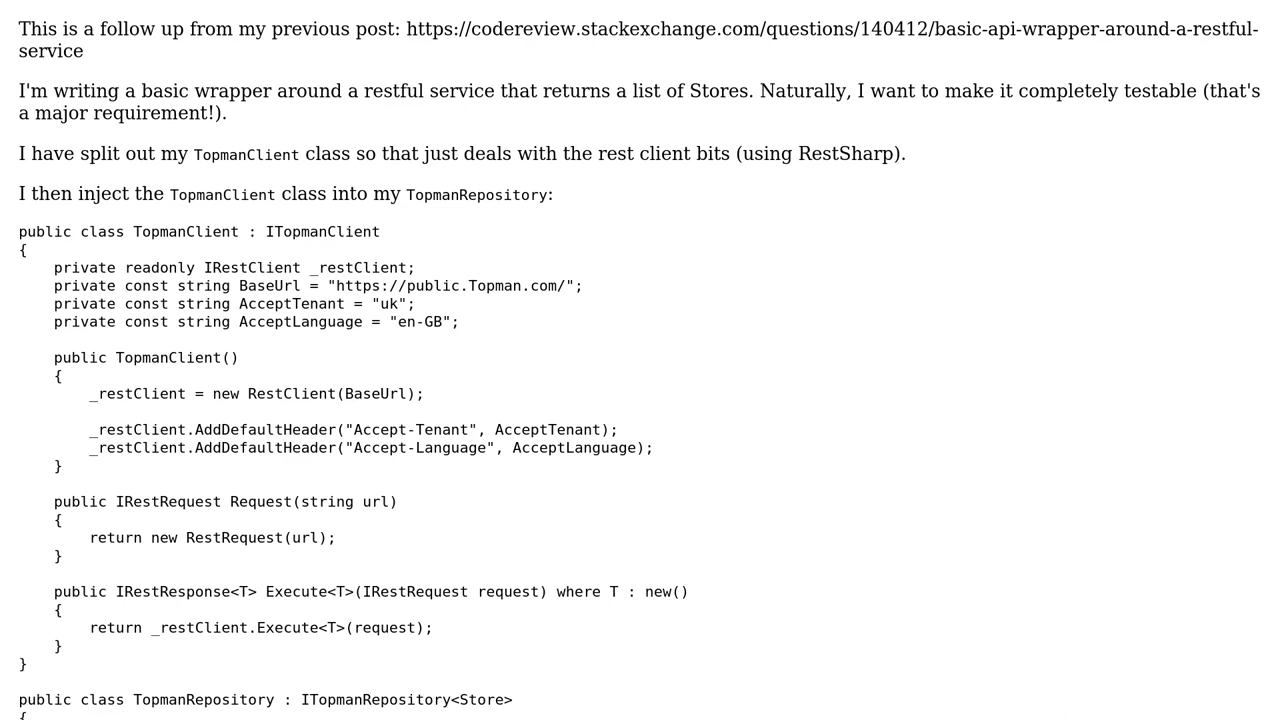 This is a follow up from my previous post: https://codereview.stackexchange.com/questions/140412/basic-api-wrapper-around-a-restful-
service
I'm writing a basic wrapper around a restful service that returns a list of Stores. Naturally, I want to make it completely testable (that's
a major requirement!).
I have split out my TopmanClient class so that just deals with the rest client bits (using RestSharp).
I then inject the TopmanClient class into my TopmanRepository:
public class TopmanClient : ITopmanClient
{
    private readonly IRestClient _restClient;
    private const string BaseUrl = "https://public.Topman.com/";
    private const string AcceptTenant = "uk";
    private const string AcceptLanguage = "en-GB";
    public TopmanClient()
    {
        _restClient = new RestClient(BaseUrl);
        _restClient.AddDefaultHeader("Accept-Tenant", AcceptTenant);
        _restClient.AddDefaultHeader("Accept-Language", AcceptLanguage);
    }
    public IRestRequest Request(string url)
    {
        return new RestRequest(url);
    }
    public IRestResponse<T> Execute<T>(IRestRequest request) where T : new()
    {
        return _restClient.Execute<T>(request);
    }
}
public class TopmanRepository : ITopmanRepository<Store>
{